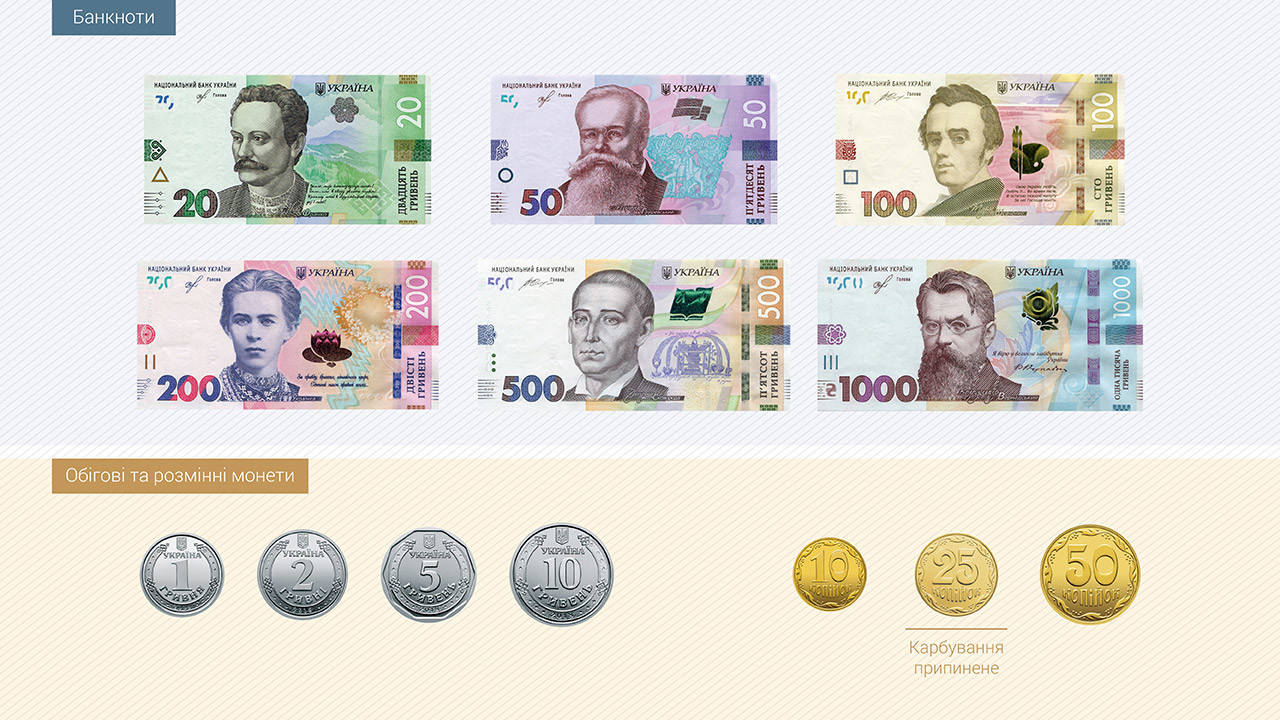 Банкноти
НАЦІОНАЛЬНИЙ БАНК УКРАЇНИ
Голова
УКРАЇНА
20
20
ДВАДЦЯТЬ
ГРИВЕНЬ
НАЦІОНАЛЬНИЙ БАНК УКРАЇНИ
Голова
УКРАЇНА
50
50
П'ЯТДЕСЯТ
ГРИВЕНЬ
НАЦІОНАЛЬНИЙ БАНК УКРАЇНИ
Голова
УКРАЇНА
100
100
СТО
ГРИВЕНЬ
НАЦІОНАЛЬНИЙ БАНК УКРАЇНИ
Голова
УКРАЇНА
200
200
ДВІСТІ
ГРИВЕНЬ
НАЦІОНАЛЬНИЙ БАНК УКРАЇНИ
Голова
УКРАЇНА
500
500
П'ЯТСОТ
ГРИВЕНЬ
НАЦІОНАЛЬНИЙ БАНК УКРАЇНИ
Голова
УКРАЇНА
1000
Я вірю у велике майбутнє
України
1000
ОДНА ТИСЯЧА
ГРИВЕНЬ
Обігові та розмінні монети
УКРАЇНА
1
ГРИВНЯ
УКРАЇНА
2
ГРИВНІ
УКРАЇНА
5
ГРИВЕНЬ
УКРАЇНА
10
ГРИВЕНЬ
10
КОПІЙОК
25
КОПІЙОК
50
КОПІЙОК
Карбування
припинене